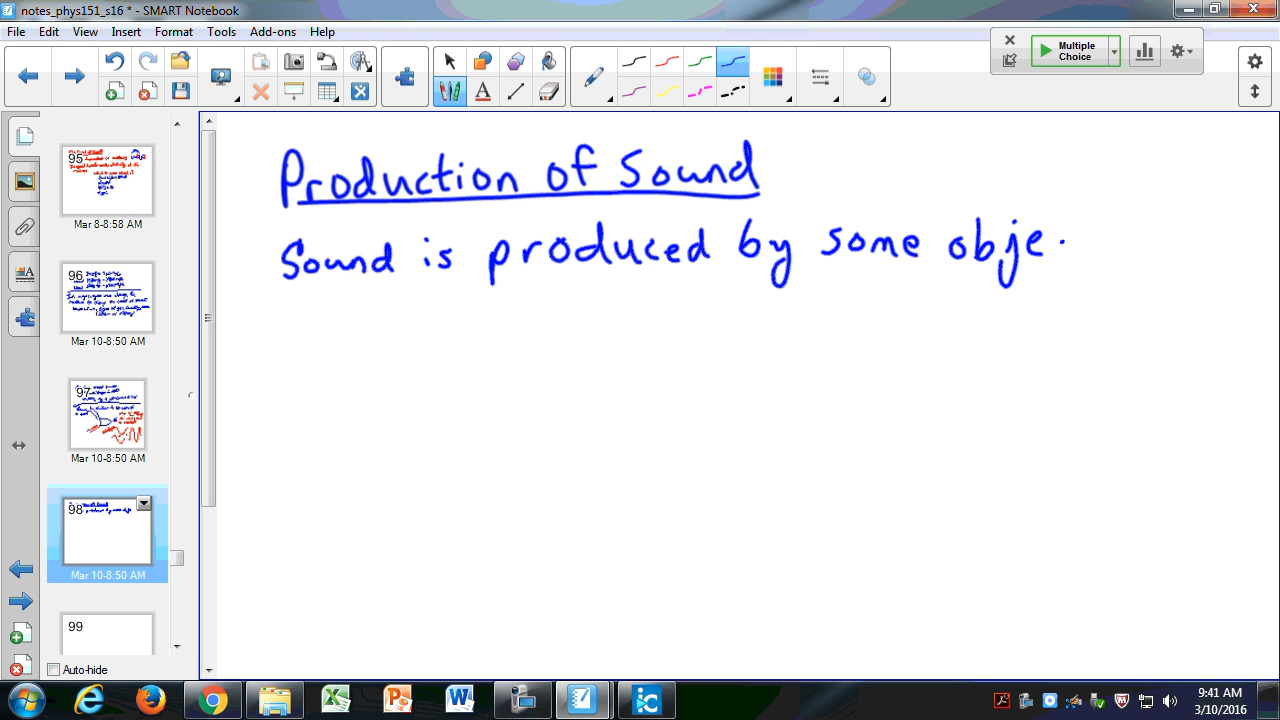 notes_phys151_s16 * - SMART Notebook
File Edit View Insert Format Tools Add-ons Help
Multiple
Choice
95
Mar 8-8:58 AM
96
Mar 10-8:50 AM
97
Mar 10-8:50 AM
98
Mar 10-8:50 AM
99
Auto-hide
Production of Sound
Sound is produced by some obje
9:41 AM
3/10/2016